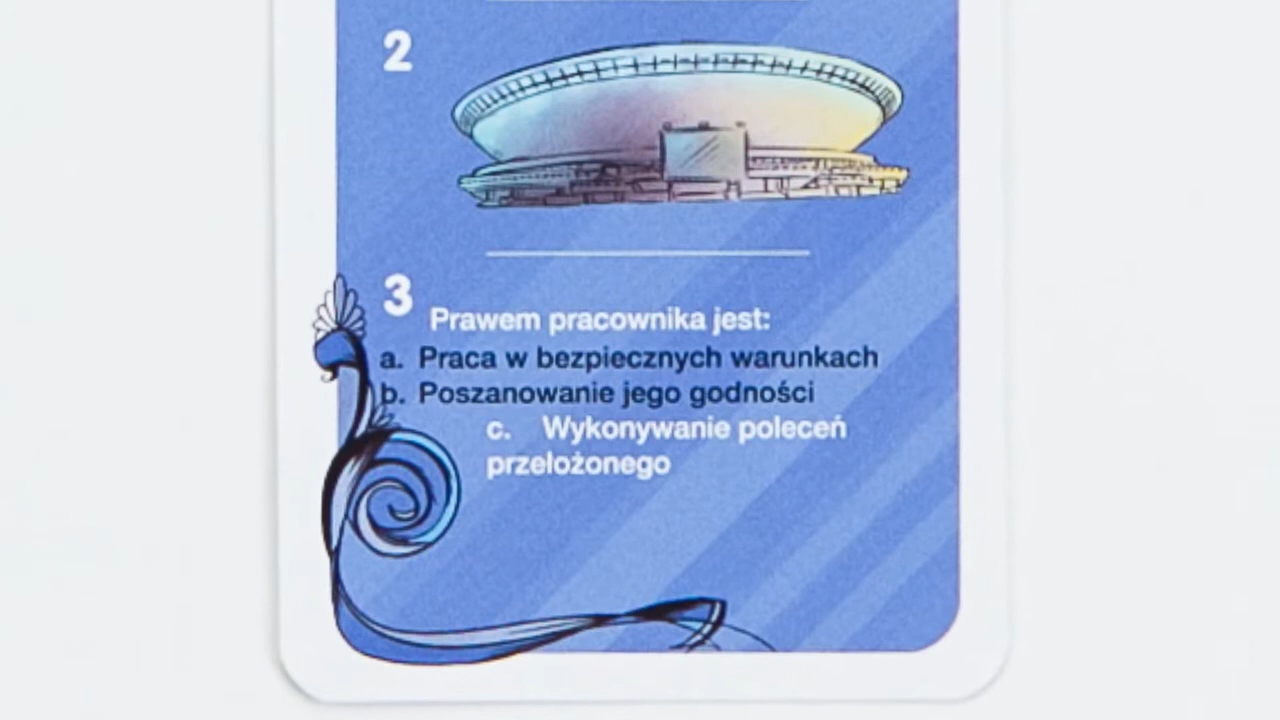 2
3
Prawem pracownika jest:
a. Praca w bezpiecznych warunkach
b. Poszanowanie jego godności
c. Wykonywanie poleceń
przełożonego